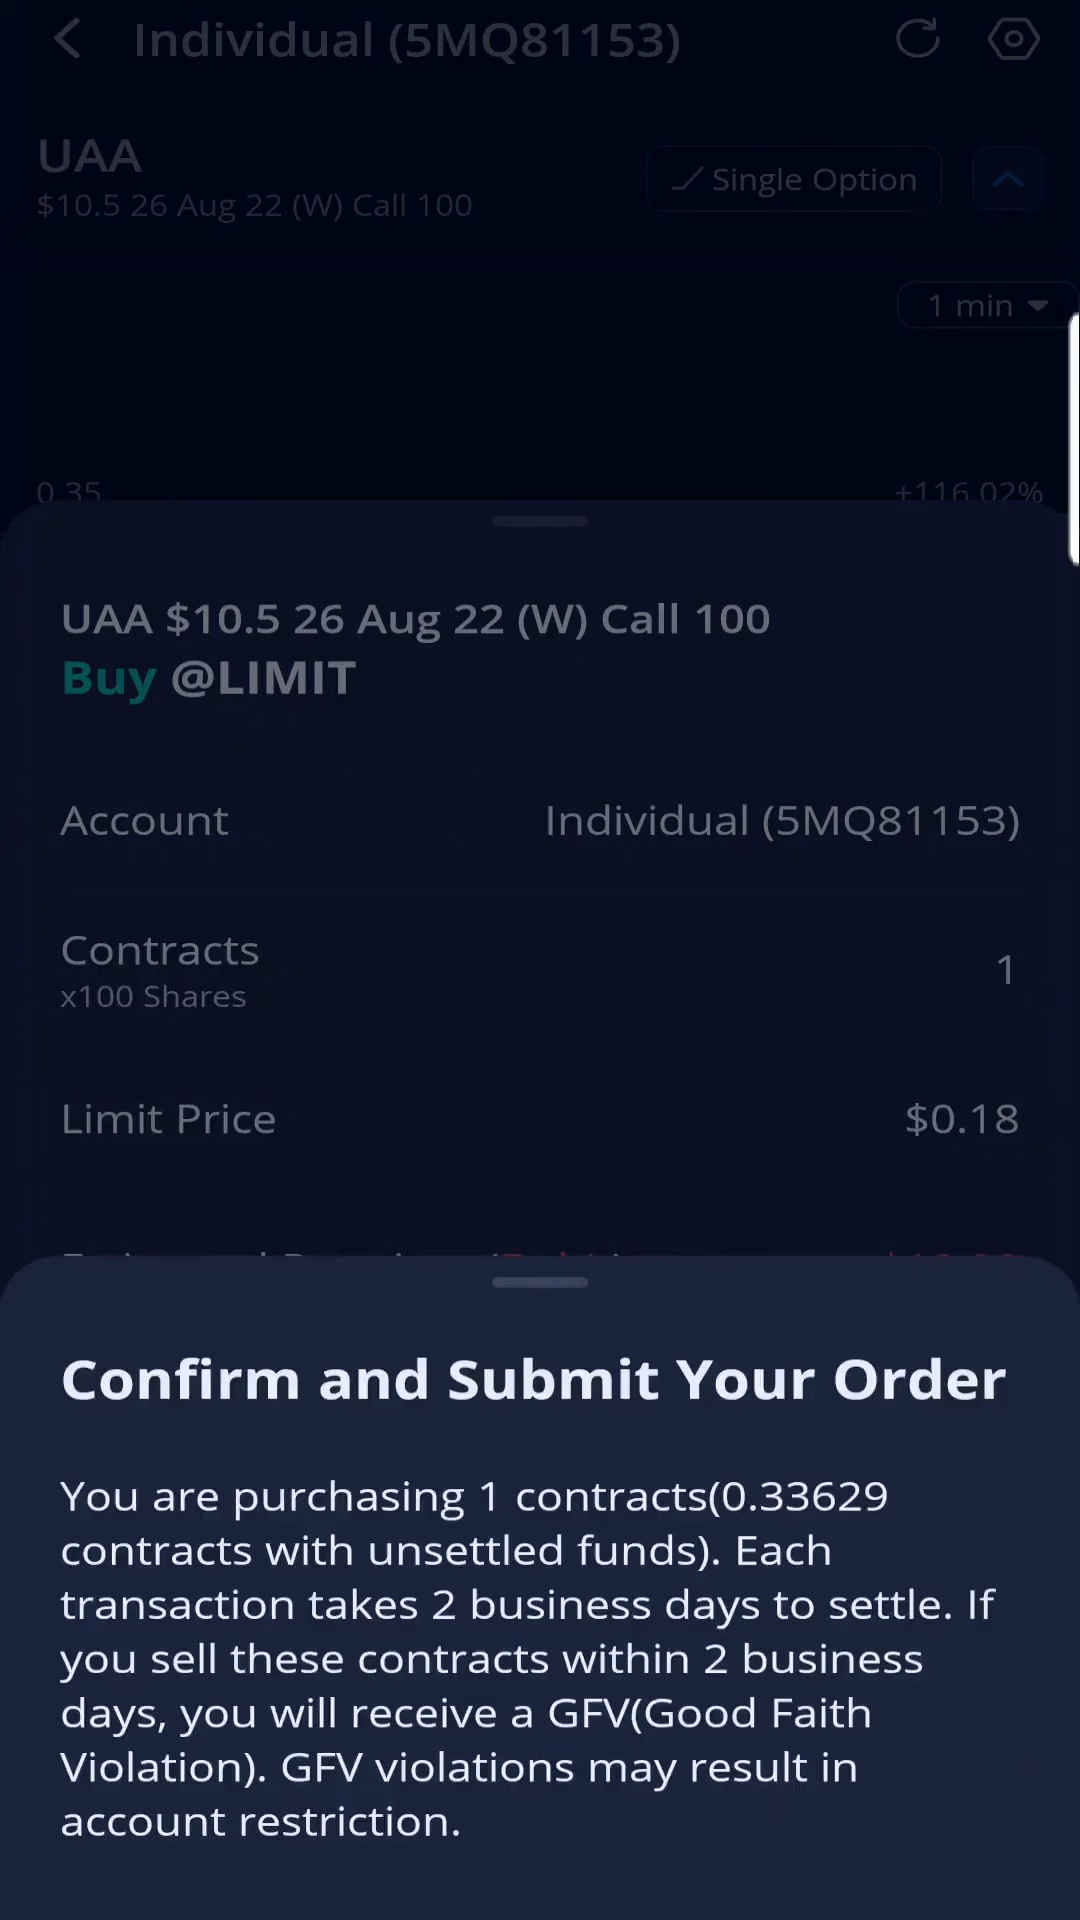 Individual (5MQ81153)
UAA
Single Option
$10.5 26 Aug 22 (W) Call 100
1 min
0.35
+116.02%
UAA $10.5 26 Aug 22 (W) Call 100
Buy @LIMIT
Account Individual (5MQ81153)
Contracts
1
x100 Shares
Limit Price $0.18
Confirm and Submit Your Order
You are purchasing 1 contracts(0.33629
contracts with unsettled funds). Each
transaction takes 2 business days to settle. If
you sell these contracts within 2 business
days, you will receive a GFV(Good Faith
Violation). GFV violations may result in
account restriction.